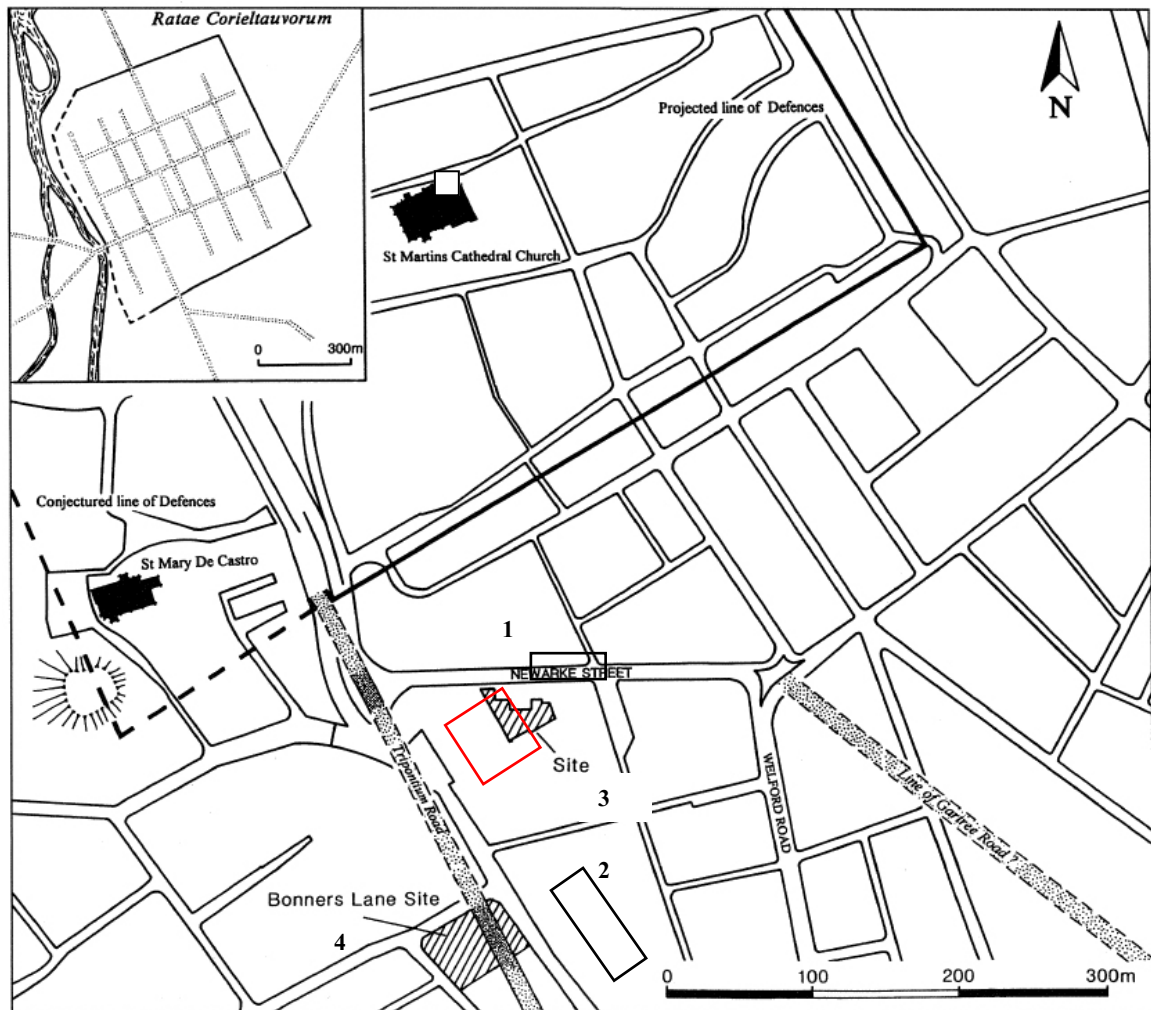 Ratae Corieltauvorum
0 300m
N
Projected line of Defences
St Martins Cathedral Church
Conjectured line of Defences
St Mary De Castro
1
NEWARKE STREET
Site
Tripontium Road
3
WELFORD ROAD
Line of Gartree Road ?
2
Bonners Lane Site
4
0 100 200 300m